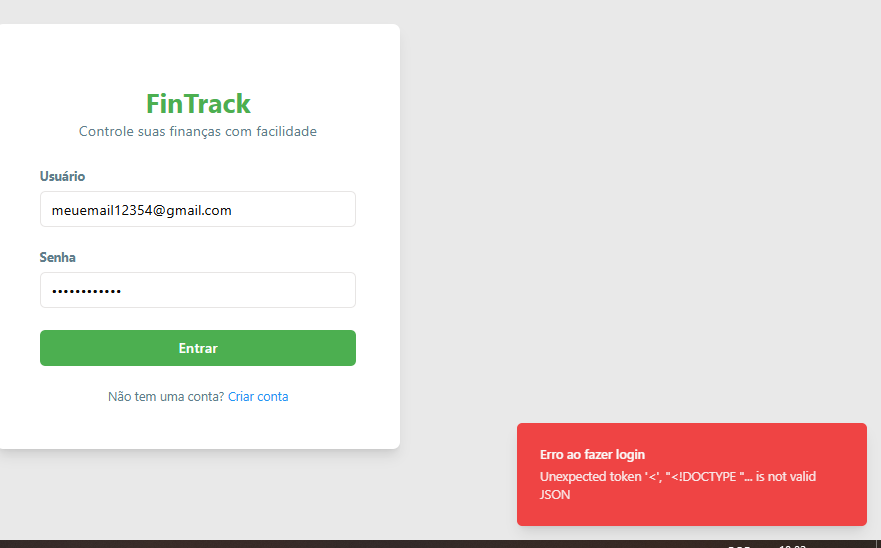 FinTrack
Controle suas finanças com facilidade
Usuário
meuemail12354@gmail.com
Senha
••••••••••••
Entrar
Não tem uma conta? Criar conta
Erro ao fazer login
Unexpected token '<', "<!DOCTYPE "... is not valid
JSON